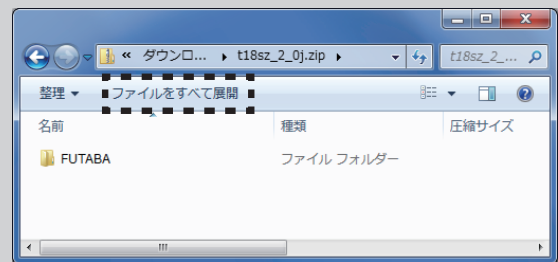 « ダウンロ... ▸ t18sz_2_0j.zip ▸
t18sz_2_...
整理 ▼ ファイルをすべて展開
名前 種類 圧縮サイズ
FUTABA ファイル フォルダー